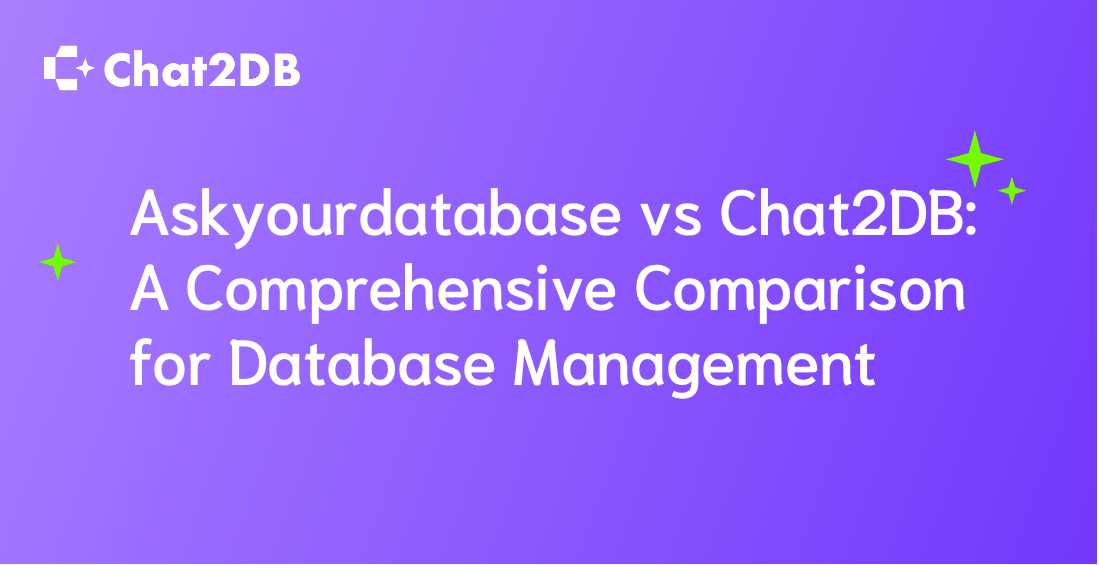 Chat2DB
Askyourdatabase vs Chat2DB:
A Comprehensive Comparison
for Database Management